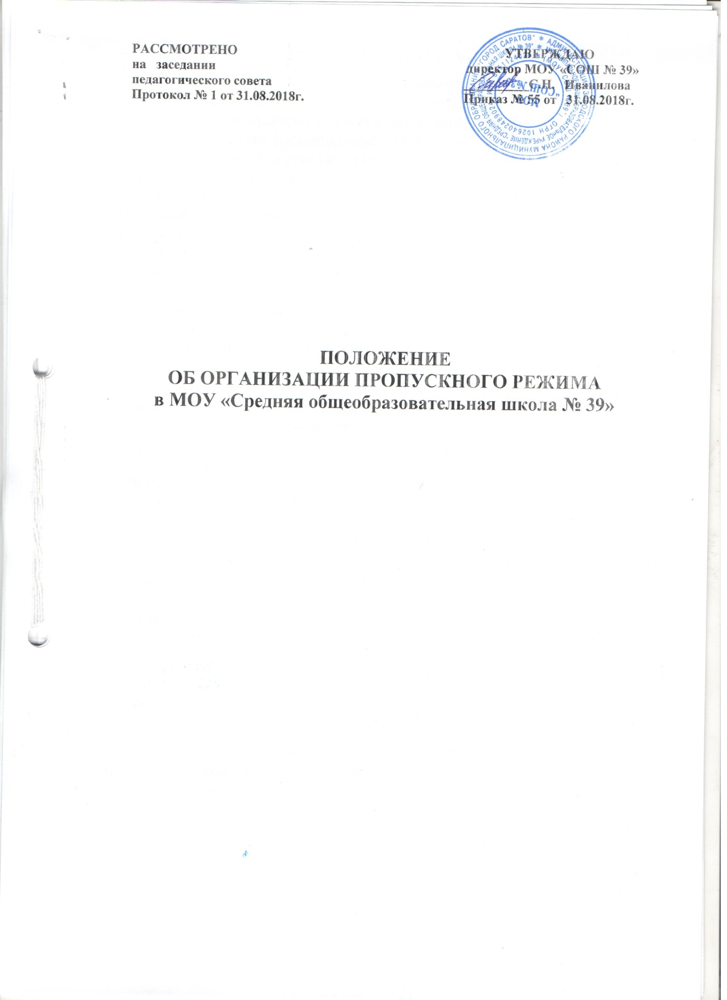 РАССМОТРЕНО
на заседании
педагогического совета
Протокол № 1 от 31.08.2018г.
УТВЕРЖДАЮ
директор МОУ «СОШ № 39»
С.Н. Иванилова
Приказ № 55 от 31.08.2018г.
ПОЛОЖЕНИЕ
ОБ ОРГАНИЗАЦИИ ПРОПУСКНОГО РЕЖИМА
в МОУ «Средняя общеобразовательная школа № 39»